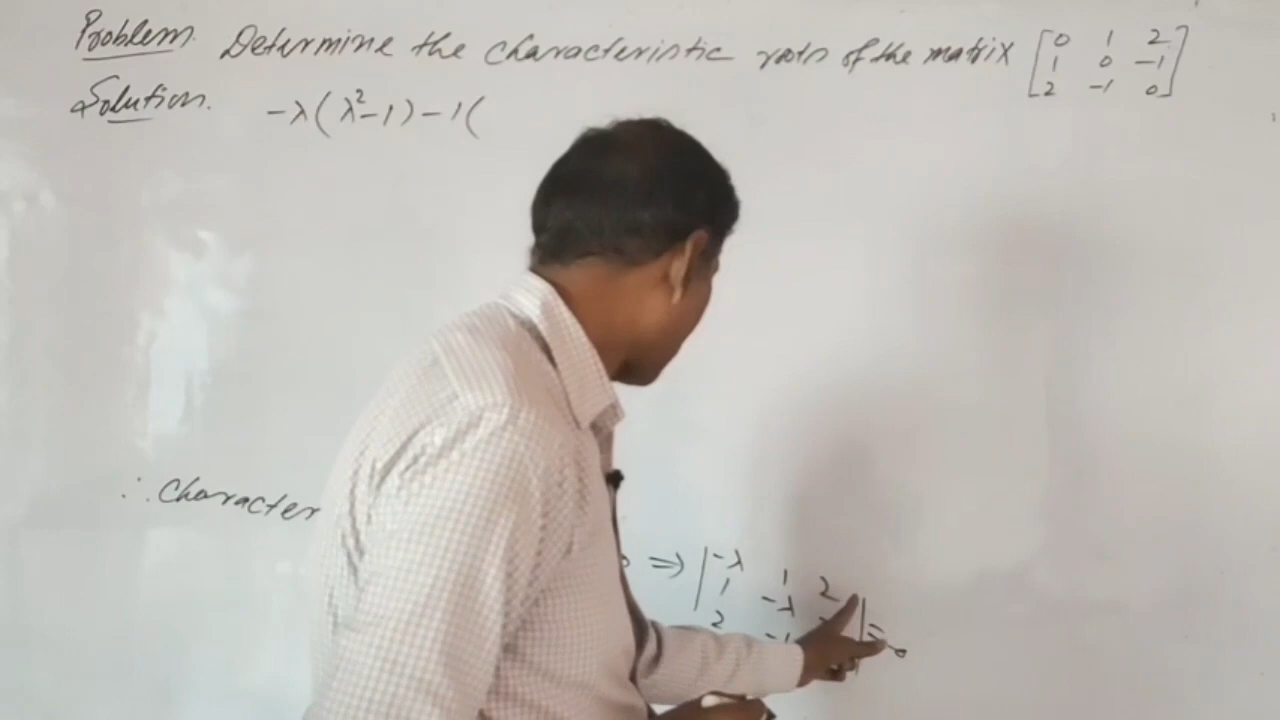 Problem. Determine the characteristic roots of the matrix [0 1 2
1 0 -1
2 -1 0]
Solution. -λ(λ²-1)-1(
∴ Character
⇒ |-λ 1 2
1 -λ
2 -1 | = 0